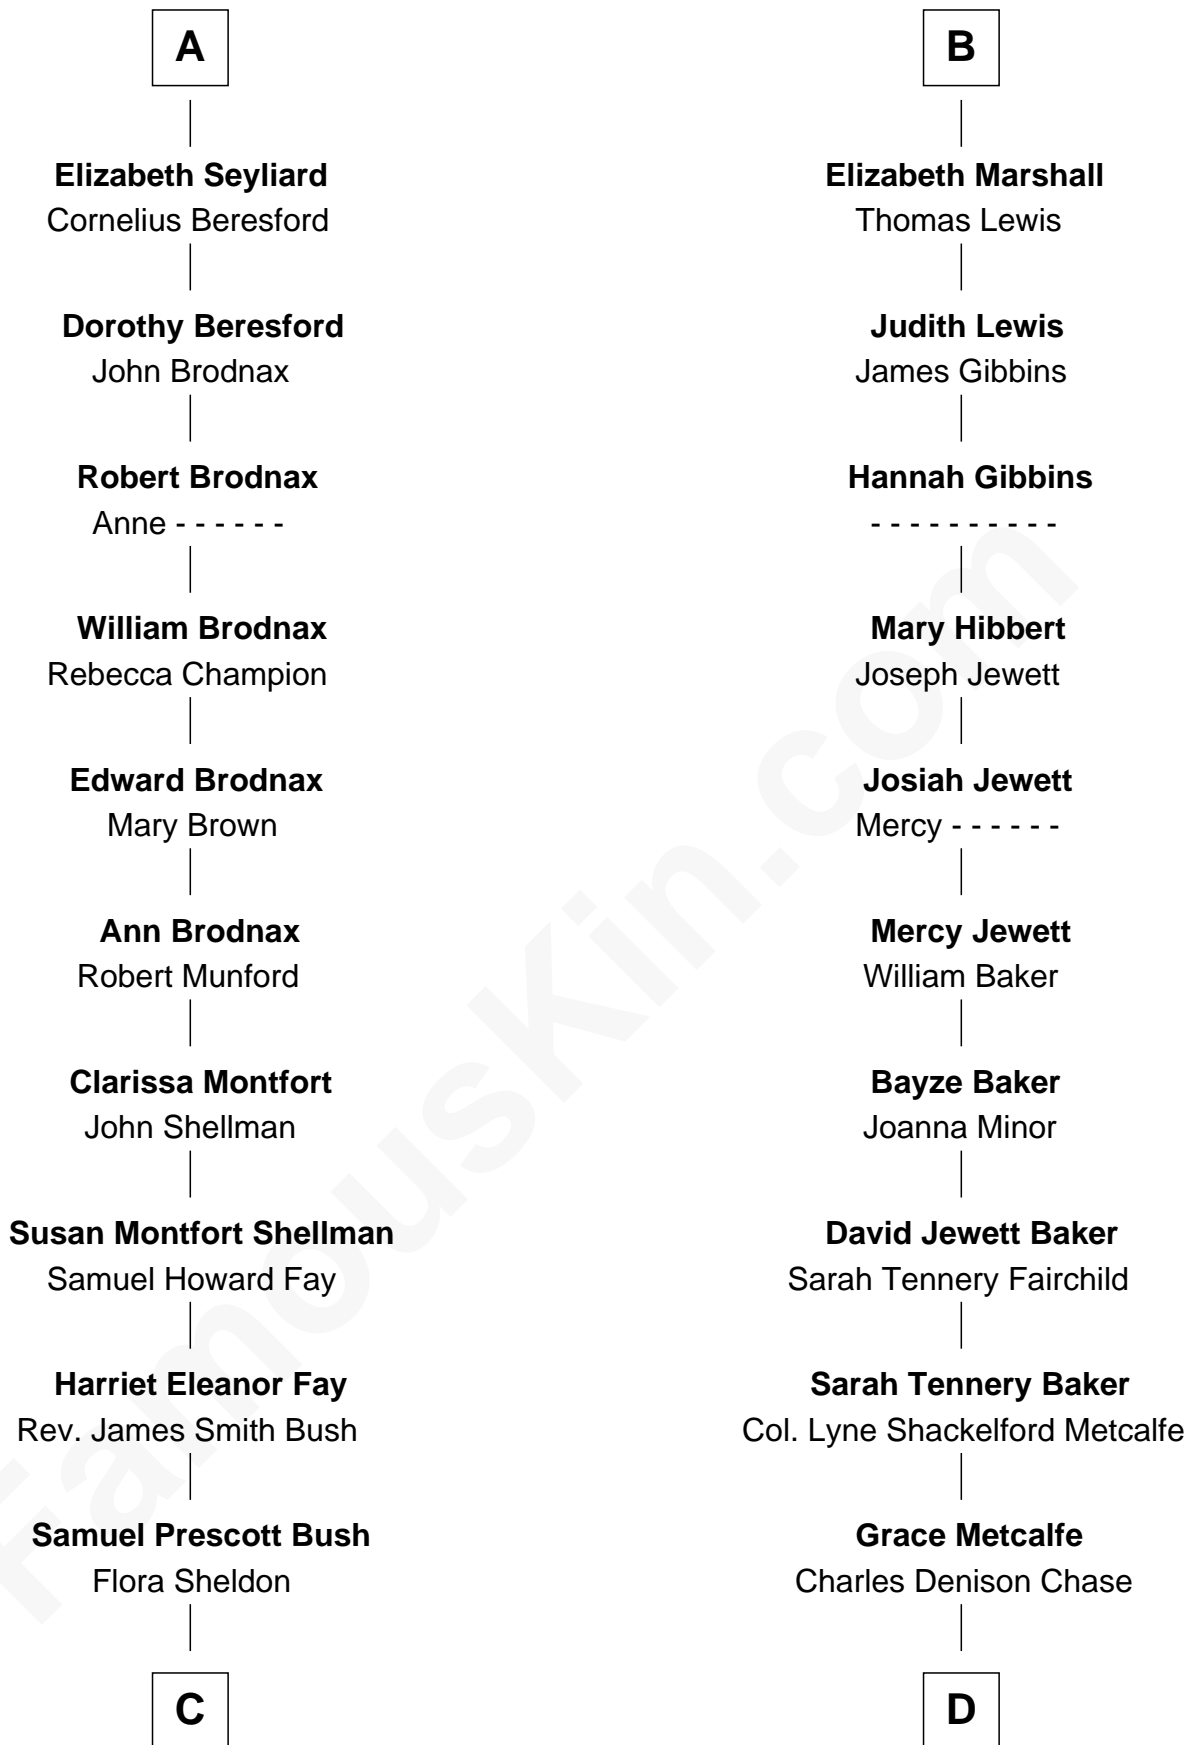 A
Elizabeth Seyliard
Cornelius Beresford
Dorothy Beresford
John Brodnax
Robert Brodnax
Anne - - - - - -
William Brodnax
Rebecca Champion
Edward Brodnax
Mary Brown
Ann Brodnax
Robert Munford
Clarissa Montfort
John Shellman
Susan Montfort Shellman
Samuel Howard Fay
Harriet Eleanor Fay
Rev. James Smith Bush
Samuel Prescott Bush
Flora Sheldon
C
B
Elizabeth Marshall
Thomas Lewis
Judith Lewis
James Gibbins
Hannah Gibbins
- - - - - - - - - -
Mary Hibbert
Joseph Jewett
Josiah Jewett
Mercy - - - - - -
Mercy Jewett
William Baker
Bayze Baker
Joanna Minor
David Jewett Baker
Sarah Tennery Fairchild
Sarah Tennery Baker
Col. Lyne Shackelford Metcalfe
Grace Metcalfe
Charles Denison Chase
D
FamousKin.com